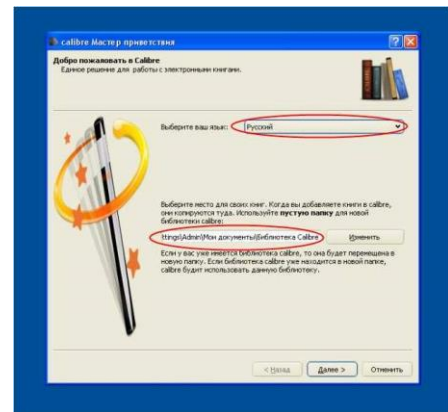 calibre Мастер приветствия
Добро пожаловать в Calibre
Единое решение для работы с электронными книгами.
Выберите ваш язык: Русский
Выберите место для своих книг. Когда вы добавляете книги в calibre,
они копируются туда. Используйте пустую папку для новой
библиотеки calibre:
ttings\Admin\Мои документы\Библиотека Calibre Изменить
Если у вас уже имеется библиотека calibre, то она будет перемещена в
новую папку. Если библиотека calibre уже находится в новой папке,
calibre будит использовать данную библиотеку.
< Назад Далее > Отменить